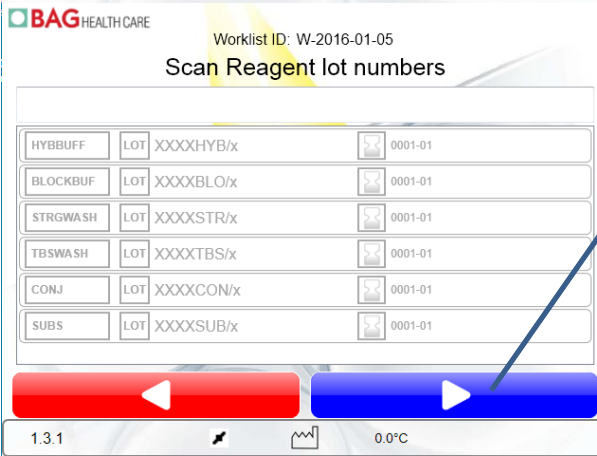 BAG HEALTH CARE
Worklist ID: W-2016-01-05
Scan Reagent lot numbers
HYBBUFF LOT XXXXHYB/x 0001-01
BLOCKBUF LOT XXXXBLO/x 0001-01
STRGWASH LOT XXXXSTR/x 0001-01
TBSWASH LOT XXXXTBS/x 0001-01
CONJ LOT XXXXCON/x 0001-01
SUBS LOT XXXXSUB/x 0001-01
1.3.1 0.0°C